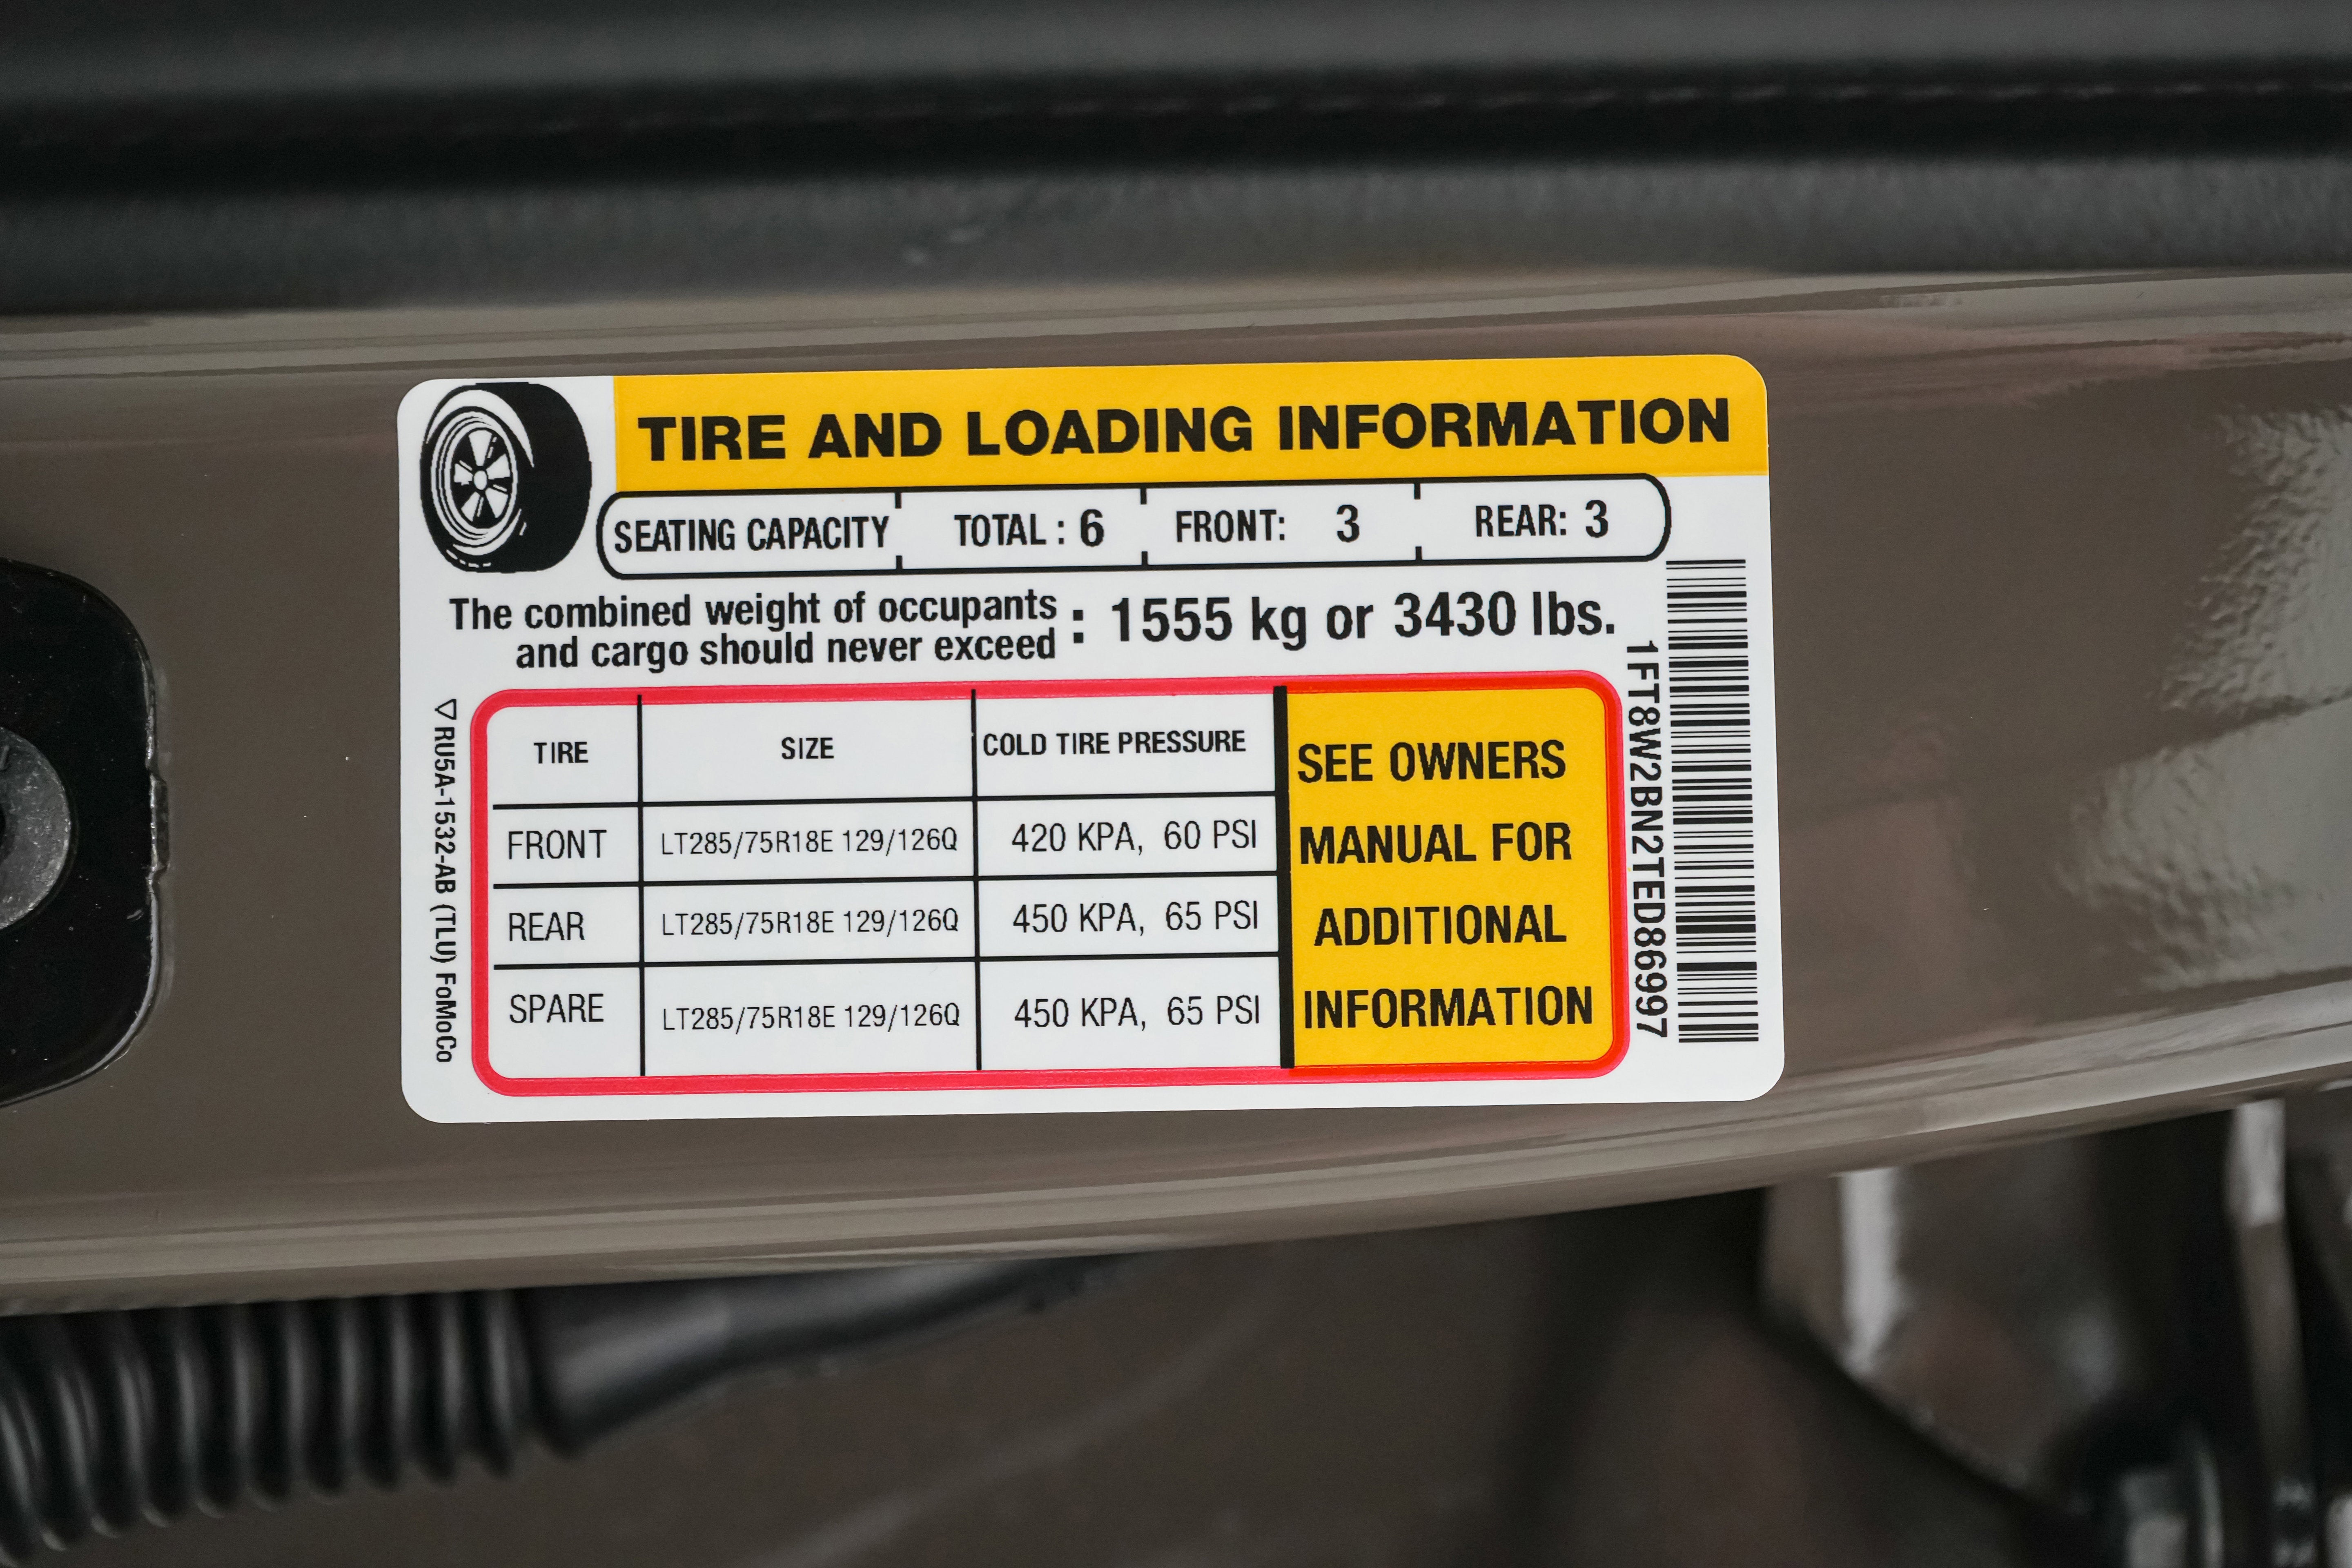 TIRE AND LOADING INFORMATION
SEATING CAPACITY TOTAL : 6 FRONT: 3 REAR: 3
The combined weight of occupants
and cargo should never exceed : 1555 kg or 3430 lbs.
TIRE SIZE COLD TIRE PRESSURE
FRONT LT285/75R18E 129/126Q 420 KPA, 60 PSI
REAR LT285/75R18E 129/126Q 450 KPA, 65 PSI
SPARE LT285/75R18E 129/126Q 450 KPA, 65 PSI
SEE OWNERS
MANUAL FOR
ADDITIONAL
INFORMATION
1FT8W2BN2TED86997
RU5A-1532-AB (TLU) FoMoCo